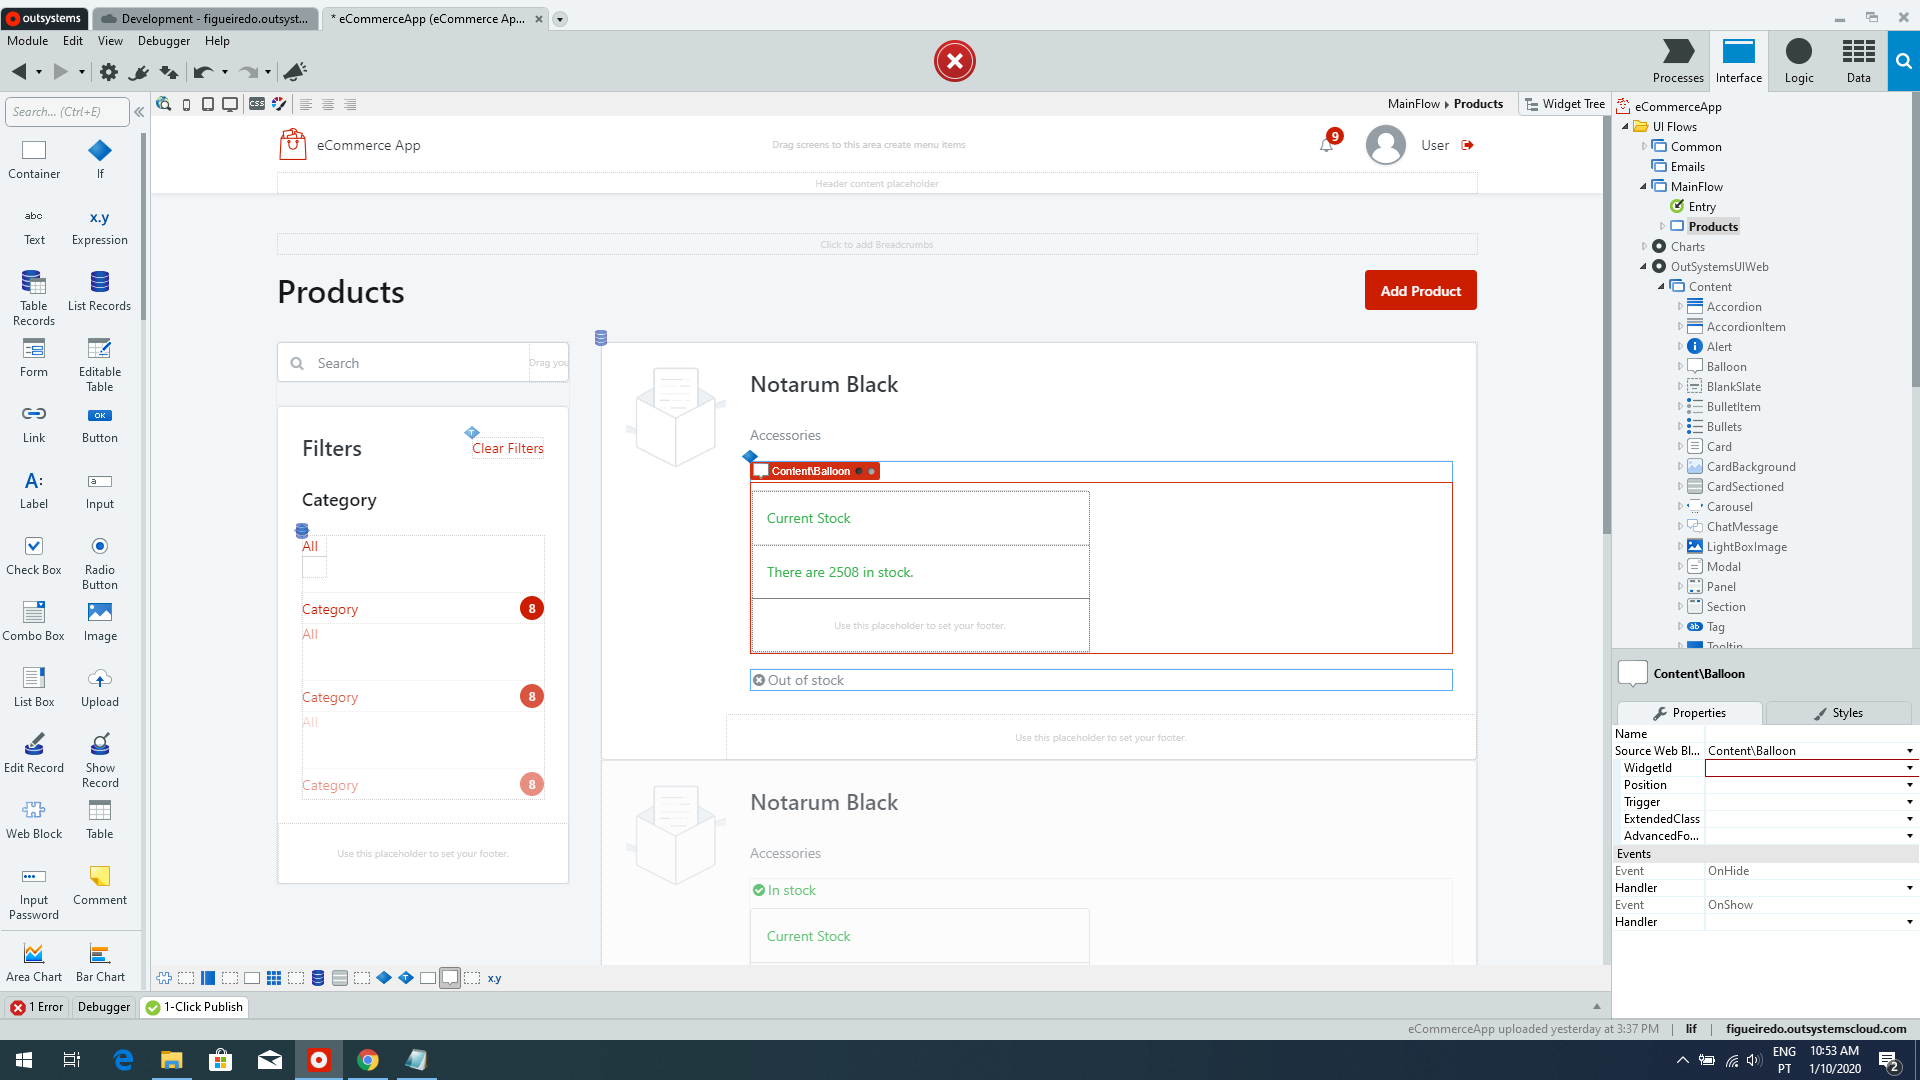 outsystems
Development - figueiredo.outsyst...
* eCommerceApp (eCommerce Ap...
Module Edit View Debugger Help
Processes
Interface
Logic
Data
Search... (Ctrl+E)
css
MainFlow Products
Widget Tree
Container
If
abc
x.y
Text
Expression
Table Records
List Records
Form
Editable Table
Link
OK
Button
A:
a
Label
Input
Check Box
Radio Button
Combo Box
Image
List Box
Upload
Edit Record
Show Record
Web Block
Table
Input Password
Comment
Area Chart
Bar Chart
eCommerce App
Drag screens to this area create menu items
9
User
Header content placeholder
Click to add Breadcrumbs
Products
Add Product
Search
Drag you
Filters
Clear Filters
Category
All
Category
8
All
Category
8
All
Category
8
Use this placeholder to set your footer.
Notarum Black
Accessories
Content\Balloon
Current Stock
There are 2508 in stock.
Use this placeholder to set your footer.
Out of stock
Use this placeholder to set your footer.
Notarum Black
Accessories
In stock
Current Stock
x.y
eCommerceApp
UI Flows
Common
Emails
MainFlow
Entry
Products
Charts
OutSystemsUIWeb
Content
Accordion
AccordionItem
Alert
Balloon
BlankSlate
BulletItem
Bullets
Card
CardBackground
CardSectioned
Carousel
ChatMessage
LightBoxImage
Modal
Panel
Section
ab Tag
Tooltip
Content\Balloon
Properties
Styles
Name
Source Web Bl... Content\Balloon
WidgetId
Position
Trigger
ExtendedClass
AdvancedFo...
Events
Event OnHide
Handler
Event OnShow
Handler
1 Error
Debugger
1-Click Publish
eCommerceApp uploaded yesterday at 3:37 PM | lif | figueiredo.outsystemscloud.com
ENG
PT
10:53 AM
1/10/2020
2